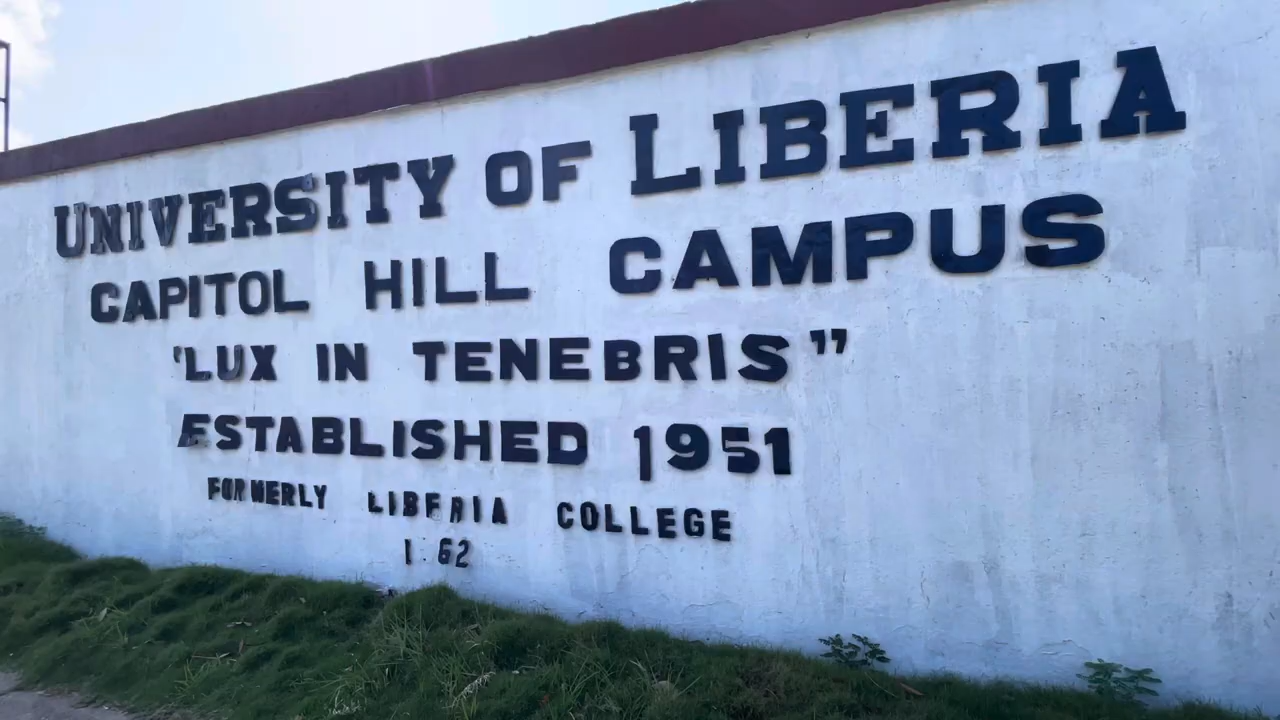 UNIVERSITY OF LIBERIA
CAPITOL HILL CAMPUS
"LUX IN TENEBRIS"
ESTABLISHED 1951
FORMERLY LIBERIA COLLEGE
1 62